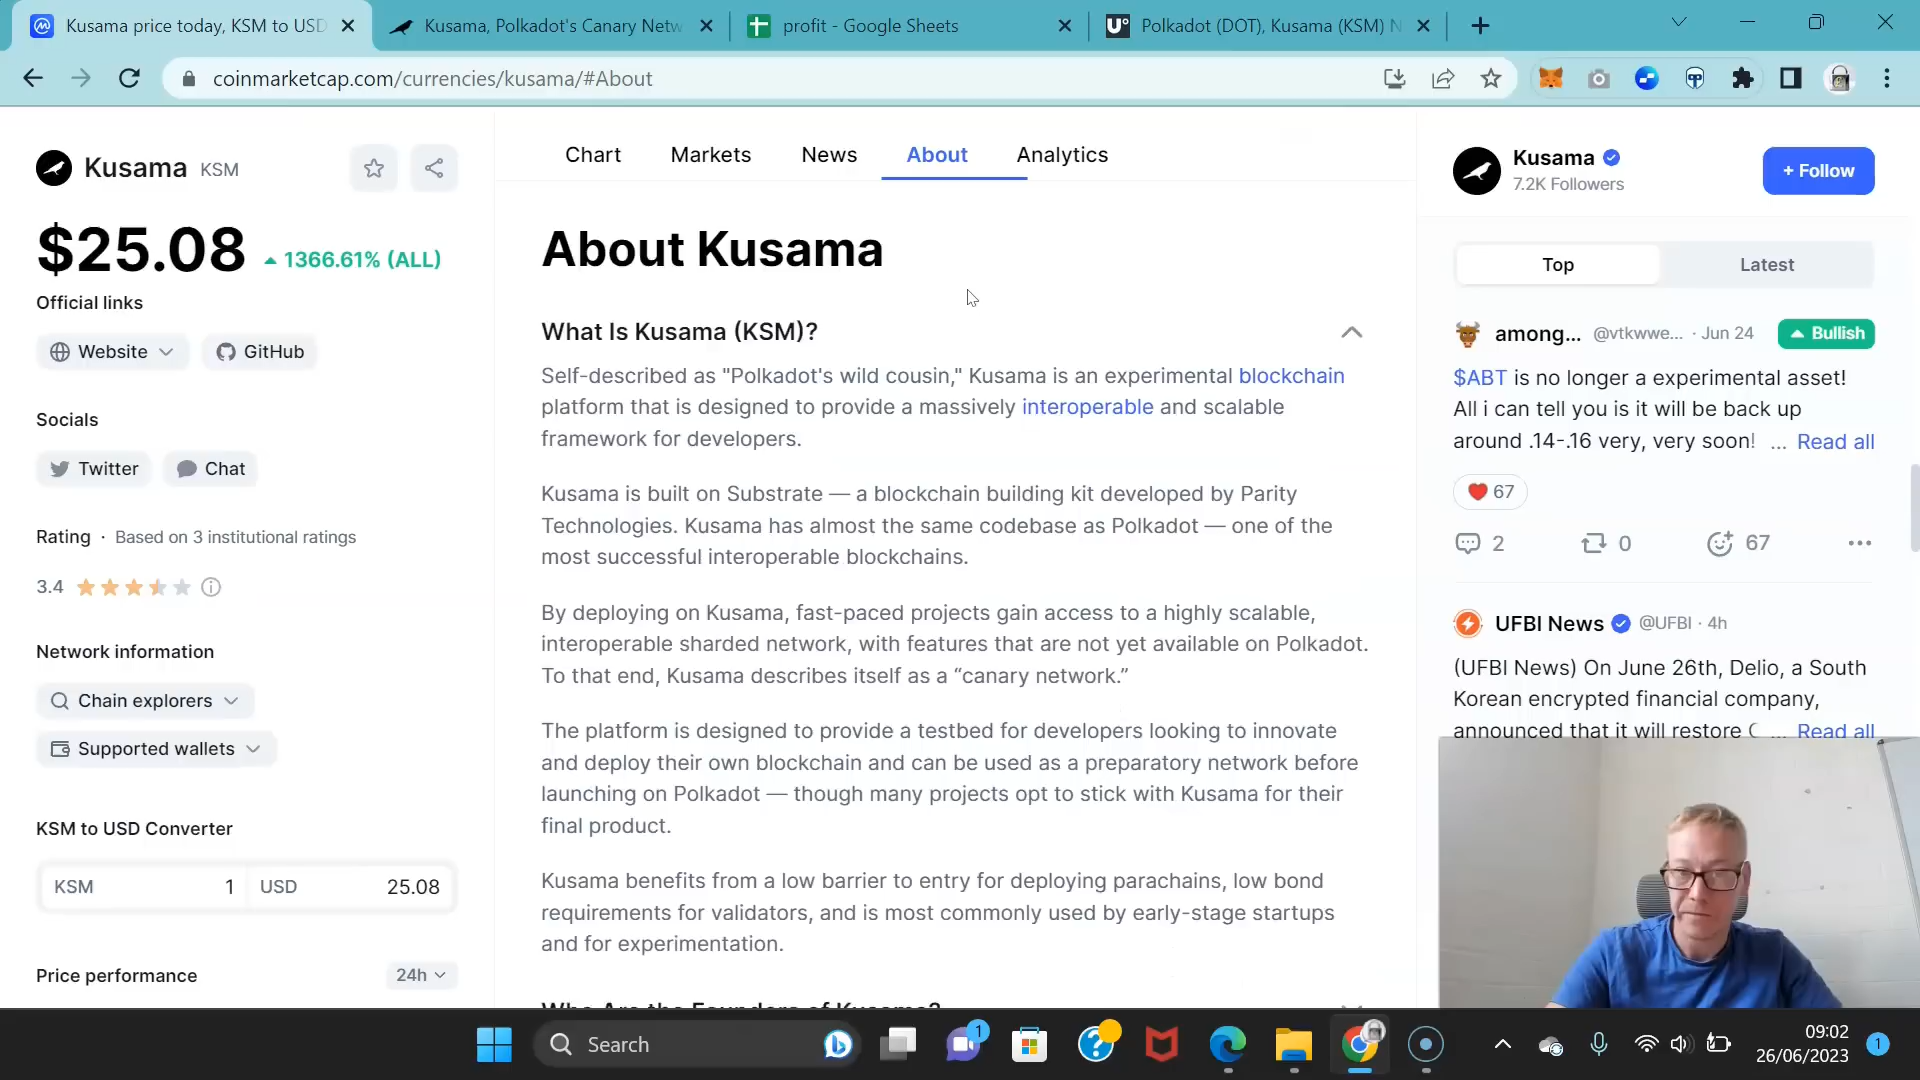 Kusama price today, KSM to USD
Kusama, Polkadot's Canary Netw
profit - Google Sheets
Polkadot (DOT), Kusama (KSM) N
coinmarketcap.com/currencies/kusama/#About
Kusama KSM
$25.08 1366.61% (ALL)
Official links
Website
GitHub
Socials
Twitter
Chat
Rating · Based on 3 institutional ratings
3.4
Network information
Chain explorers
Supported wallets
KSM to USD Converter
KSM 1 USD 25.08
Price performance 24h
Chart Markets News About Analytics
About Kusama
What Is Kusama (KSM)?
Self-described as "Polkadot's wild cousin," Kusama is an experimental blockchain
platform that is designed to provide a massively interoperable and scalable
framework for developers.
Kusama is built on Substrate — a blockchain building kit developed by Parity
Technologies. Kusama has almost the same codebase as Polkadot — one of the
most successful interoperable blockchains.
By deploying on Kusama, fast-paced projects gain access to a highly scalable,
interoperable sharded network, with features that are not yet available on Polkadot.
To that end, Kusama describes itself as a “canary network.”
The platform is designed to provide a testbed for developers looking to innovate
and deploy their own blockchain and can be used as a preparatory network before
launching on Polkadot — though many projects opt to stick with Kusama for their
final product.
Kusama benefits from a low barrier to entry for deploying parachains, low bond
requirements for validators, and is most commonly used by early-stage startups
and for experimentation.
Who Are the Founders of Kusama?
Kusama
7.2K Followers
+ Follow
Top Latest
among... @vtkwwe... · Jun 24 Bullish
$ABT is no longer a experimental asset!
All i can tell you is it will be back up
around .14-.16 very, very soon! ... Read all
67
2 0 67
UFBI News @UFBI · 4h
(UFBI News) On June 26th, Delio, a South
Korean encrypted financial company,
announced that it will restore ... Read all
Search
1
09:02
26/06/2023
1